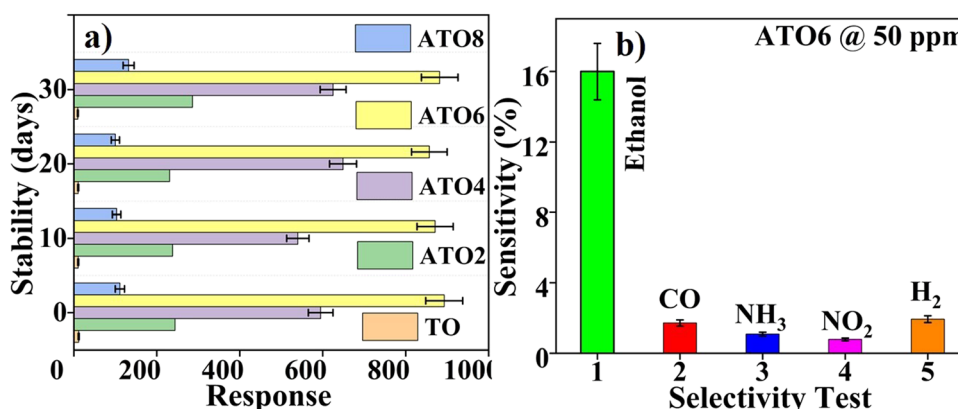 a)
ATO8
ATO6
ATO4
ATO2
TO
Stability (days)
30
20
10
0
0 200 400 600 800 1000
Response
b)
ATO6 @ 50 ppm
Sensitivity (%)
16
12
8
4
0
Ethanol
CO
NH₃
NO₂
H₂
1 2 3 4 5
Selectivity Test